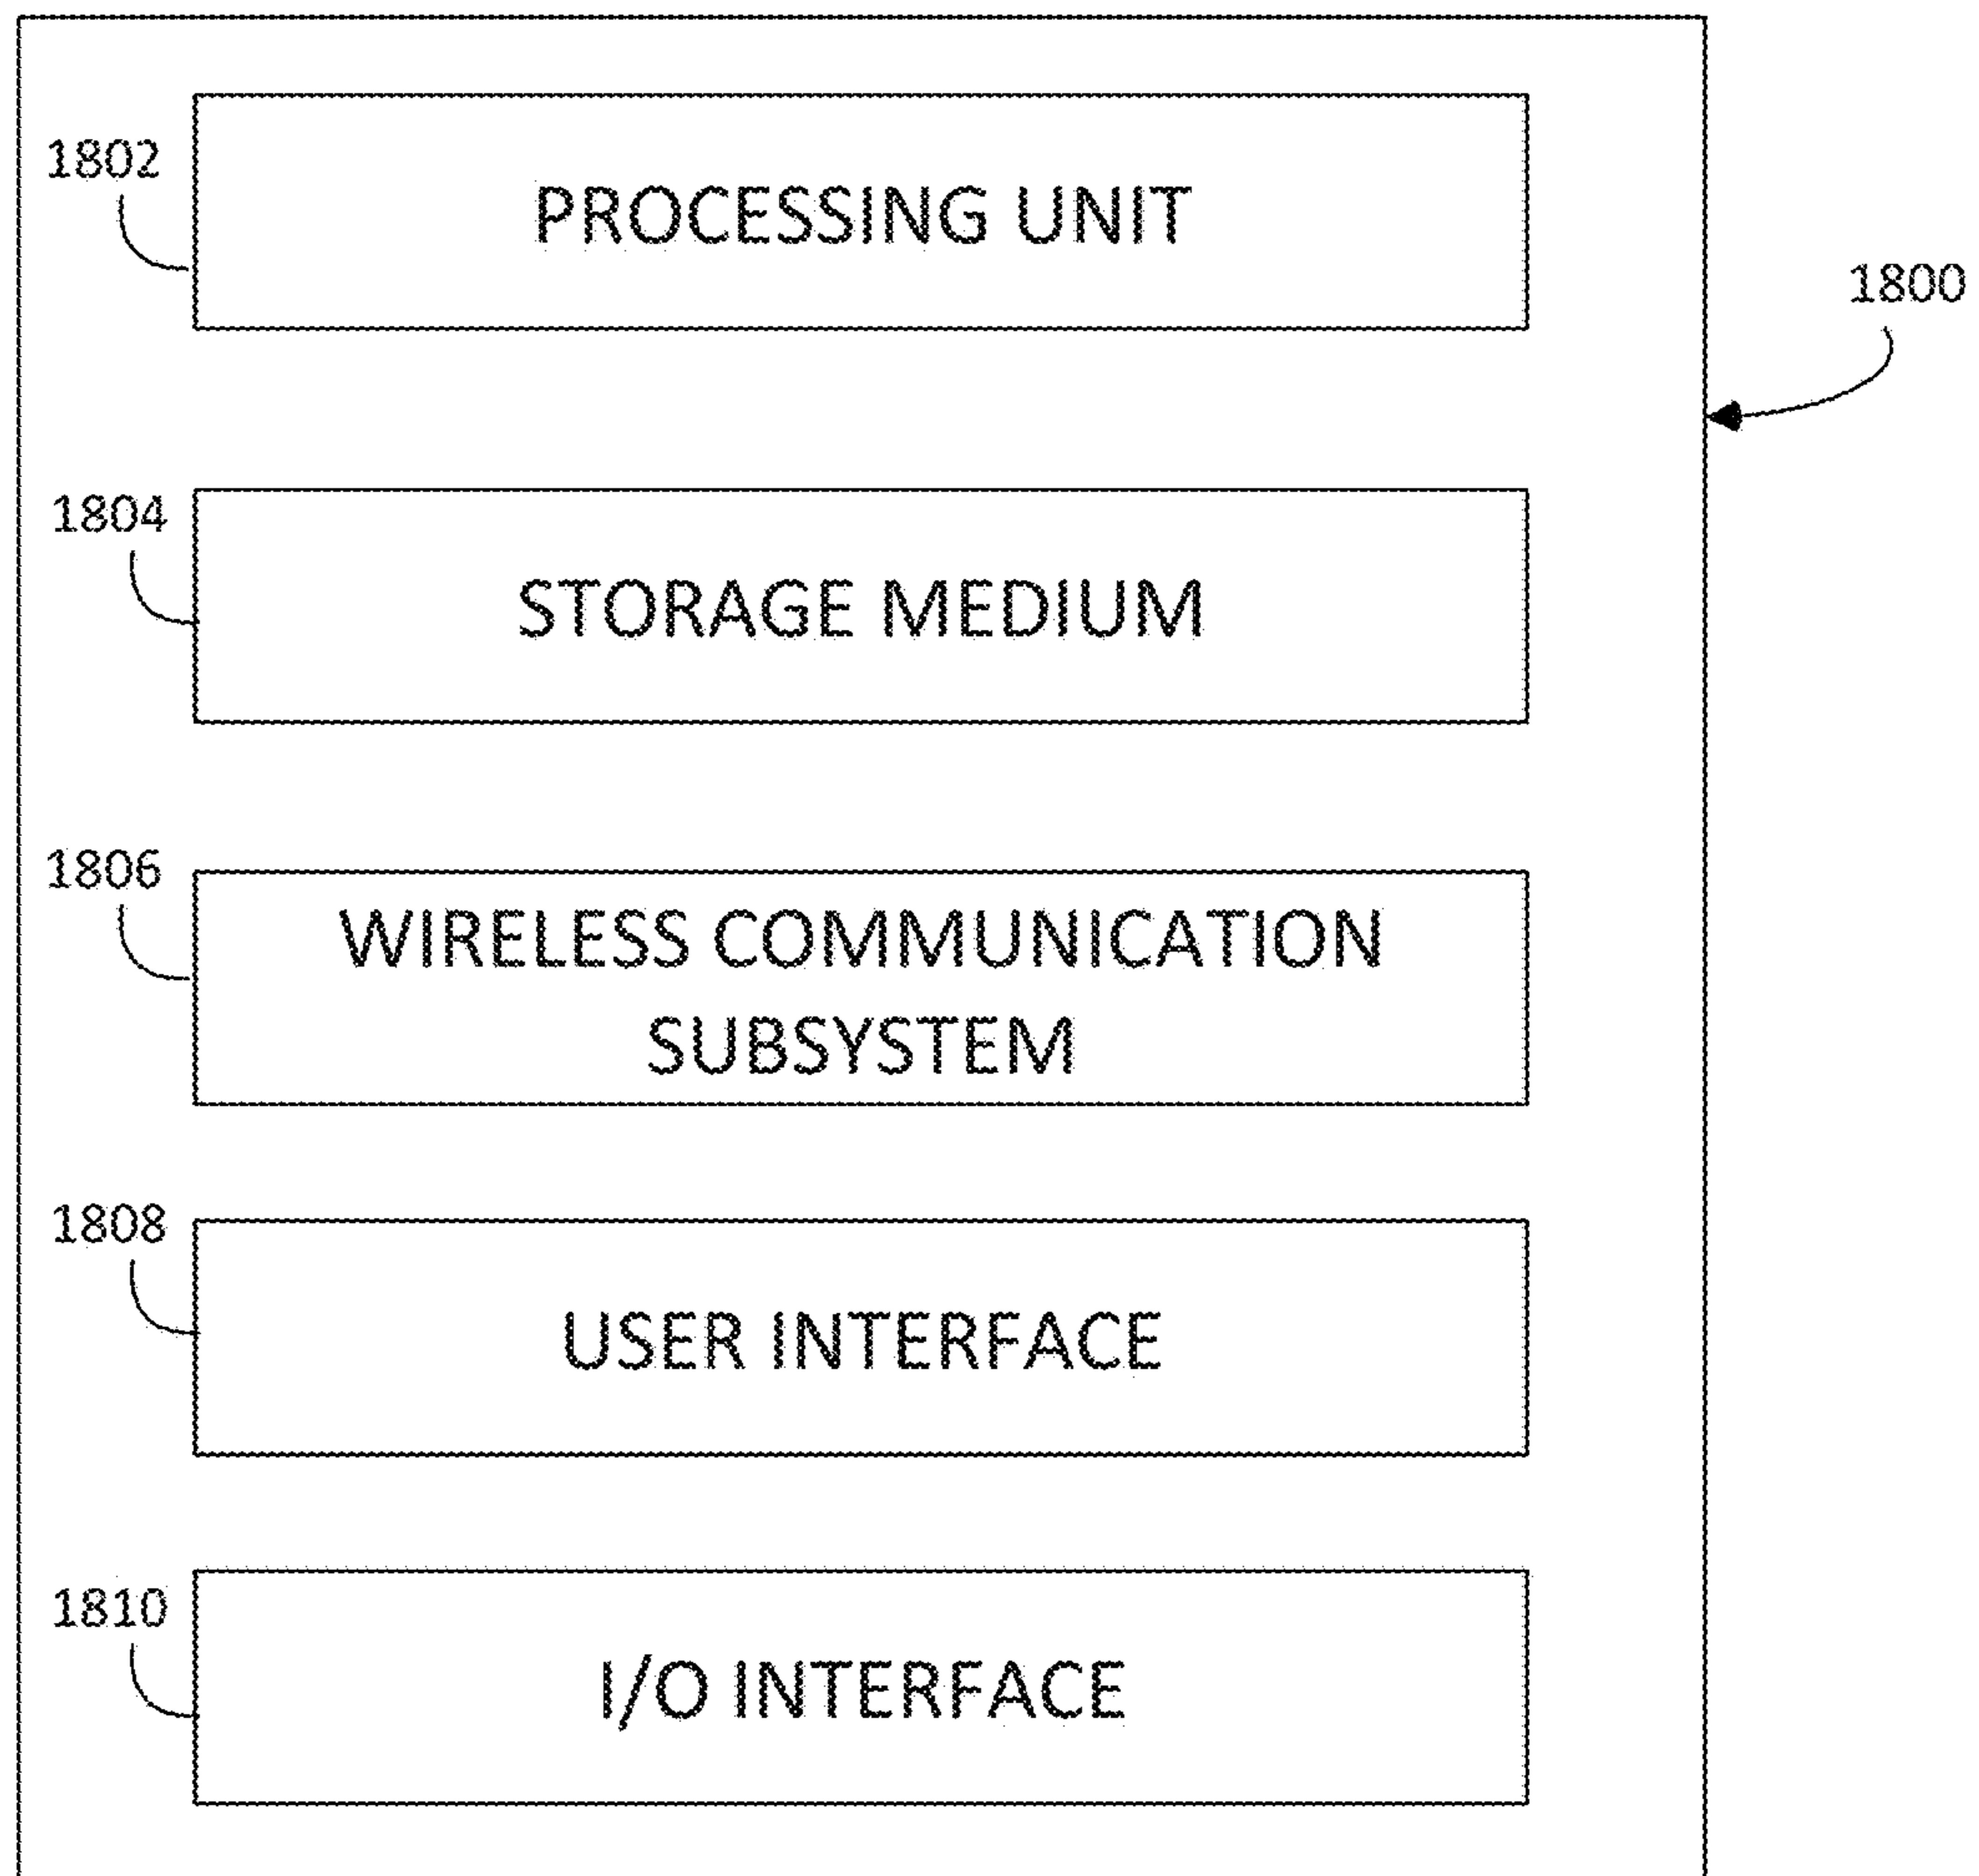 1802
PROCESSING UNIT
1800
1804
STORAGE MEDIUM
1806
WIRELESS COMMUNICATION
SUBSYSTEM
1808
USER INTERFACE
1810
I/O INTERFACE